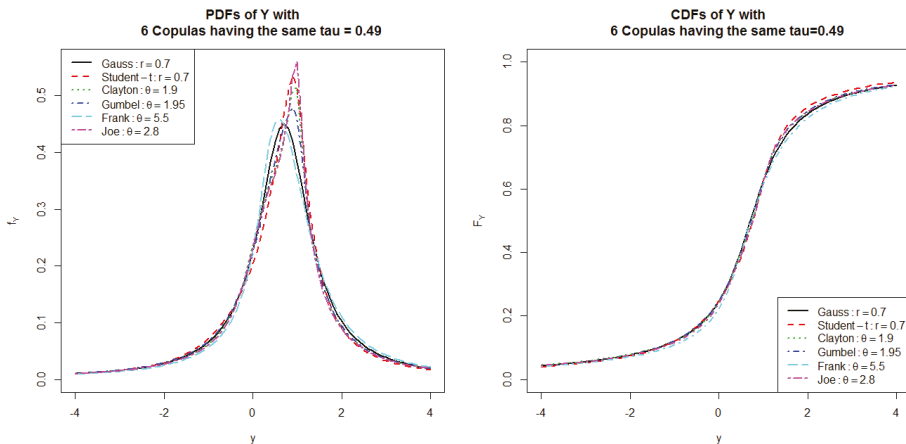 PDFs of Y with
6 Copulas having the same tau = 0.49
Gauss : r = 0.7
Student − t : r = 0.7
Clayton : θ = 1.9
Gumbel : θ = 1.95
Frank : θ = 5.5
Joe : θ = 2.8
0.5
0.4
0.3
0.2
0.1
0.0
f_Y
-4 -2 0 2 4
y
CDFs of Y with
6 Copulas having the same tau=0.49
1.0
0.8
0.6
0.4
0.2
0.0
F_Y
Gauss : r = 0.7
Student − t : r = 0.7
Clayton : θ = 1.9
Gumbel : θ = 1.95
Frank : θ = 5.5
Joe : θ = 2.8
-4 -2 0 2 4
y